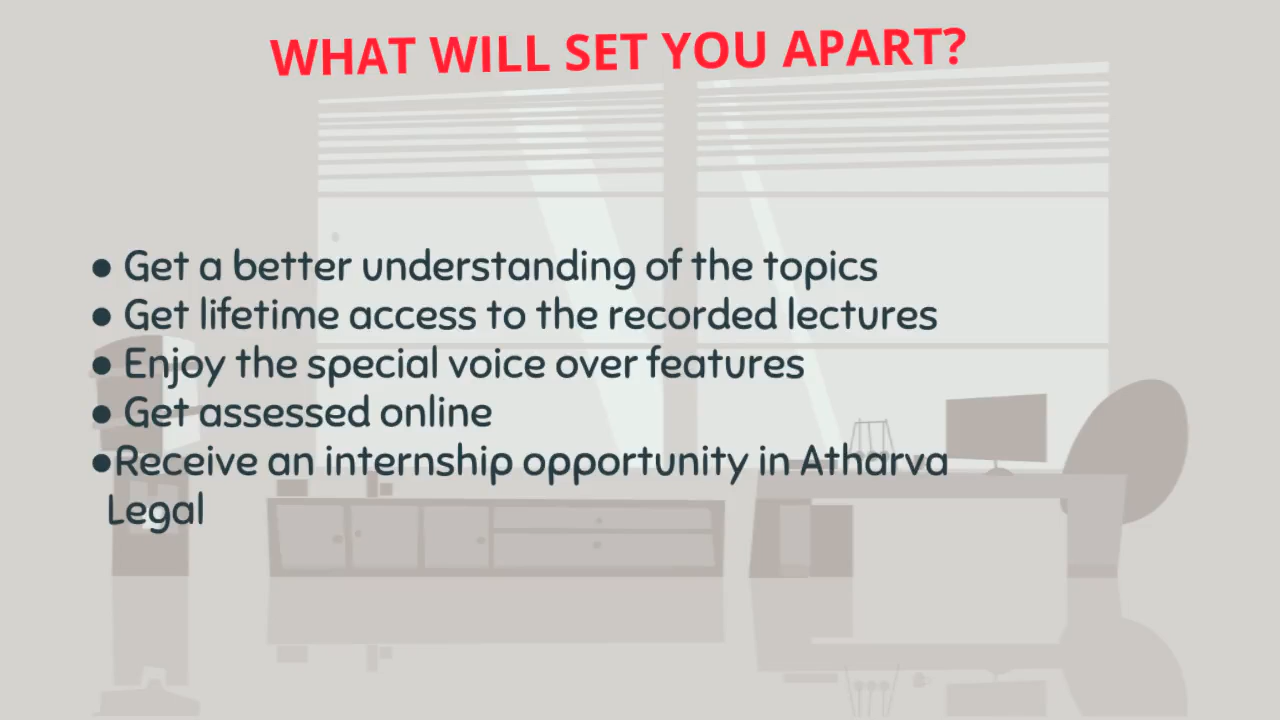 WHAT WILL SET YOU APART?
● Get a better understanding of the topics
● Get lifetime access to the recorded lectures
● Enjoy the special voice over features
● Get assessed online
●Receive an internship opportunity in Atharva
Legal